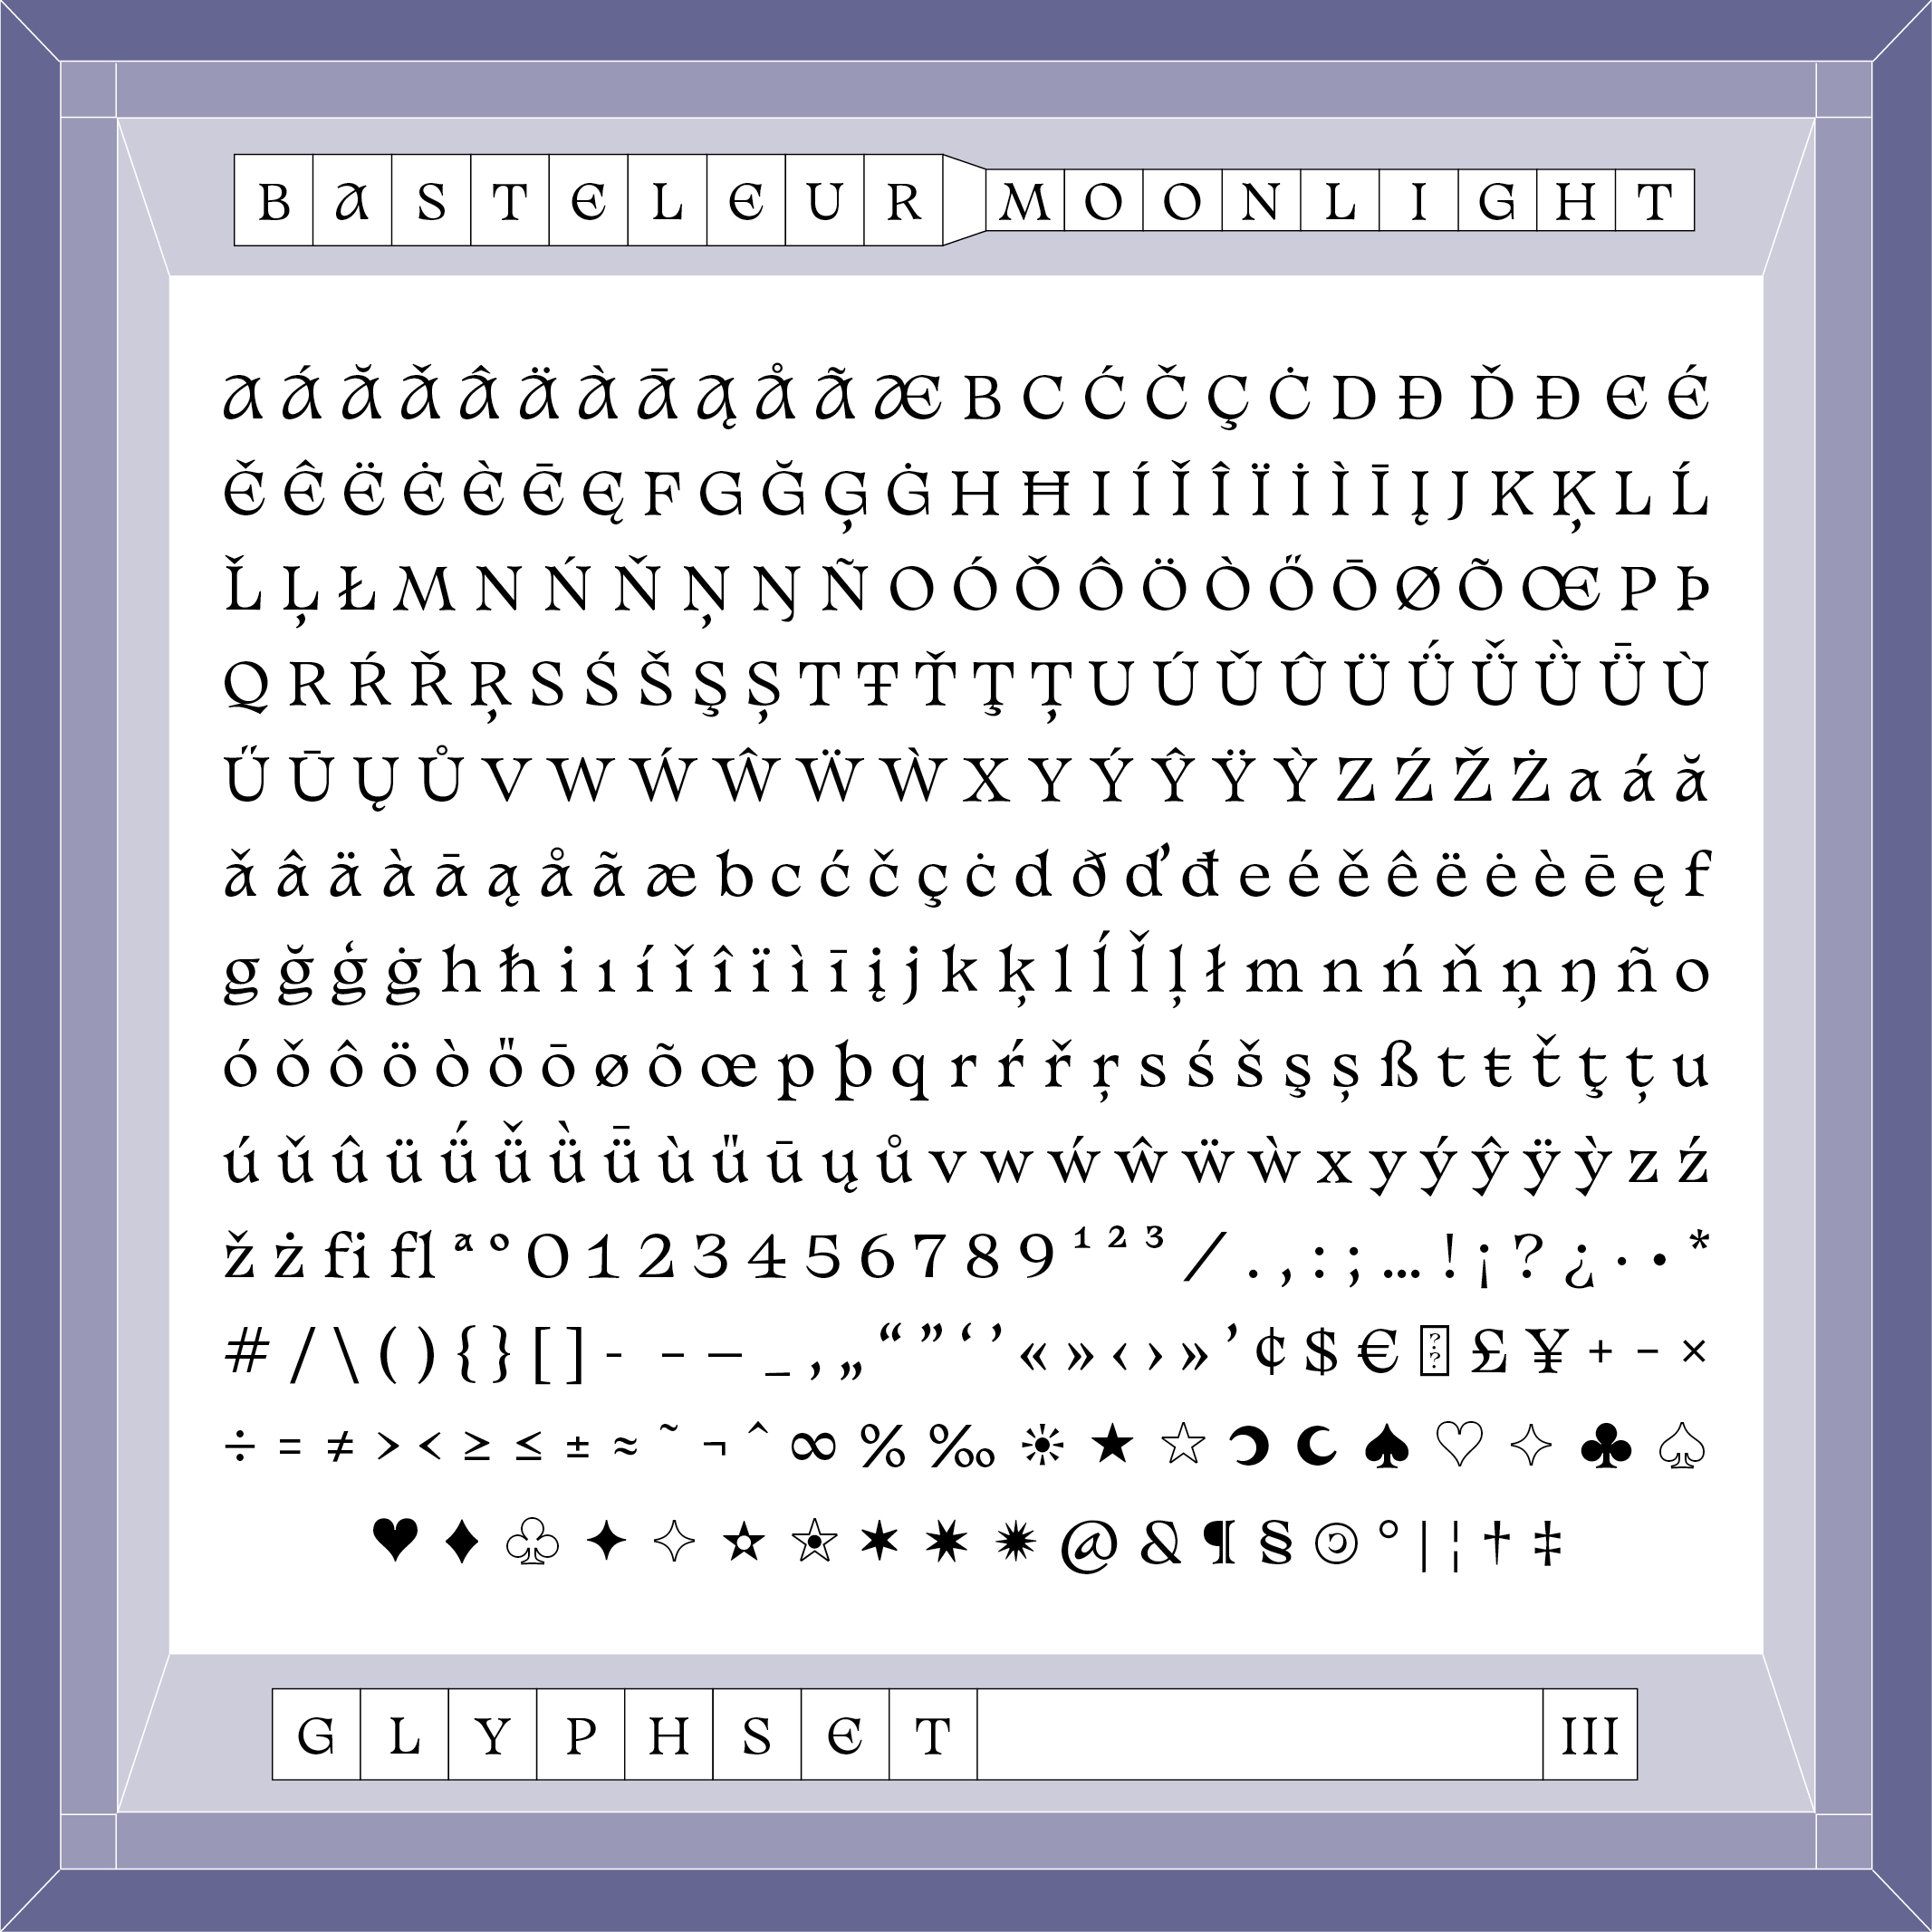 BASTELEUR MOONLIGHT
A Á Ă Ǎ Â Ä À Ā Ą Å Ã Æ B C Ć Č Ç Ċ D Ð Ď Đ E É
Ě Ê Ë Ė È Ē Ę F G Ğ Ģ Ġ H Ħ I Í Ǐ Î Ï İ Ì Ī Į J K Ķ L Ĺ
Ľ Ļ Ł M N Ń Ň Ņ Ŋ Ñ O Ó Ǒ Ô Ö Ò Ő Ō Ø Õ Œ P Þ
Q R Ŕ Ř Ŗ S Ś Š Ş Ș T Ŧ Ť Ţ Ț U Ú Ǔ Û Ü Ǘ Ǚ Ǜ Ǖ Ù
Ű Ū Ų Ů V W Ẃ Ŵ Ẅ Ẁ X Y Ý Ŷ Ÿ Ỳ Z Ź Ž Ż a á ă
ǎ â ä à ā ą å ã æ b c ć č ç ċ d ð ď đ e é ě ê ë ė è ē ę f
g ğ ģ ġ h ħ i ı í ǐ î ï ì ī į j k ķ l ĺ ľ ļ ł m n ń ň ņ ŋ ñ o
ó ǒ ô ö ò ő ō ø õ œ p þ q r ŕ ř ŗ s ś š ş ș ß t ŧ ť ţ ț u
ú ǔ û ü ǘ ǚ ǜ ǖ ù ű ū ų ů v w ẃ ŵ ẅ ẁ x y ý ŷ ÿ ỳ z ź
ž ż ﬁ ﬂ ª º 0 1 2 3 4 5 6 7 8 9 ¹ ² ³ ⁄ . , : ; … ! ¡ ? ¿ · • *
# / \ ( ) { } [ ] - – — _ ‚ „ “ ” ‘ ’ « » ‹ › » ’ ¢ $ € £ ¥ + − ×
÷ = ≠ > < ≥ ≤ ± ≈ ~ ¬ ^ ∞ % ‰ ☀ ★ ☆ ☽ ☾ ♠ ♡ ✧ ♣ ♤
♥ ♦ ♧ ✦ ✧ ✪ ✫ ✶ ✷ ✹ @ & ¶ § ° | ¦ † ‡
GLYPHSET III